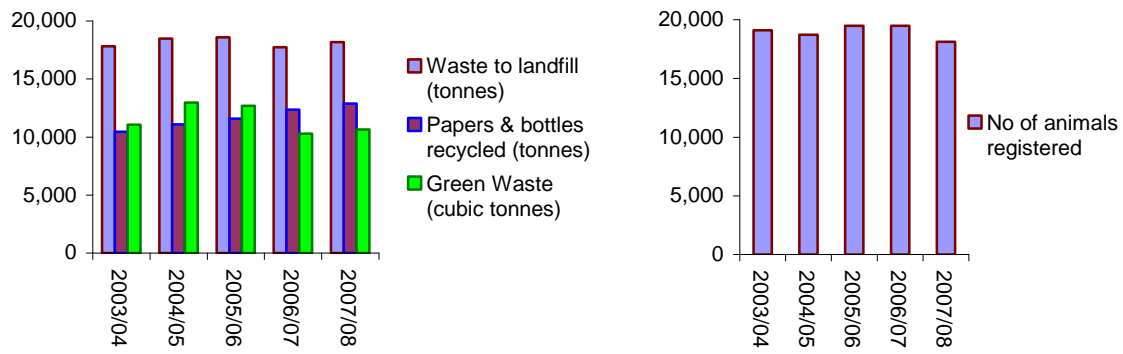 20,000
15,000
10,000
5,000
0
2003/04
2004/05
2005/06
2006/07
2007/08
Waste to landfill
(tonnes)
Papers & bottles
recycled (tonnes)
Green Waste
(cubic tonnes)
20,000
15,000
10,000
5,000
0
2003/04
2004/05
2005/06
2006/07
2007/08
No of animals
registered